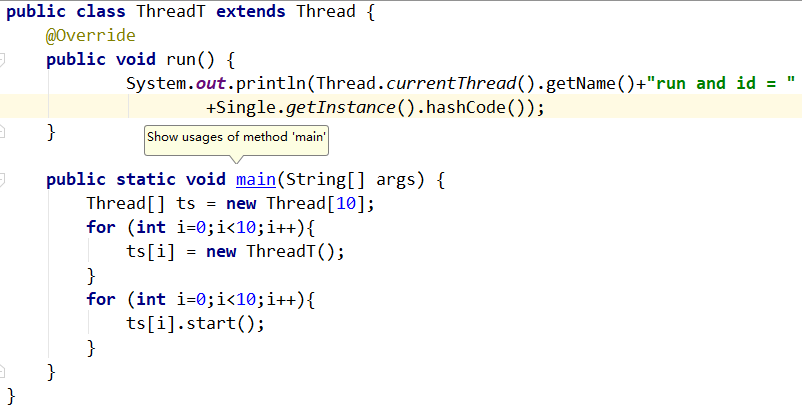 public class ThreadT extends Thread {
    @Override
    public void run() {
            System.out.println(Thread.currentThread().getName()+"run and id = "
                    +Single.getInstance().hashCode());
    }
Show usages of method 'main'
    public static void main(String[] args) {
        Thread[] ts = new Thread[10];
        for (int i=0;i<10;i++){
            ts[i] = new ThreadT();
        }
        for (int i=0;i<10;i++){
            ts[i].start();
        }
    }
}